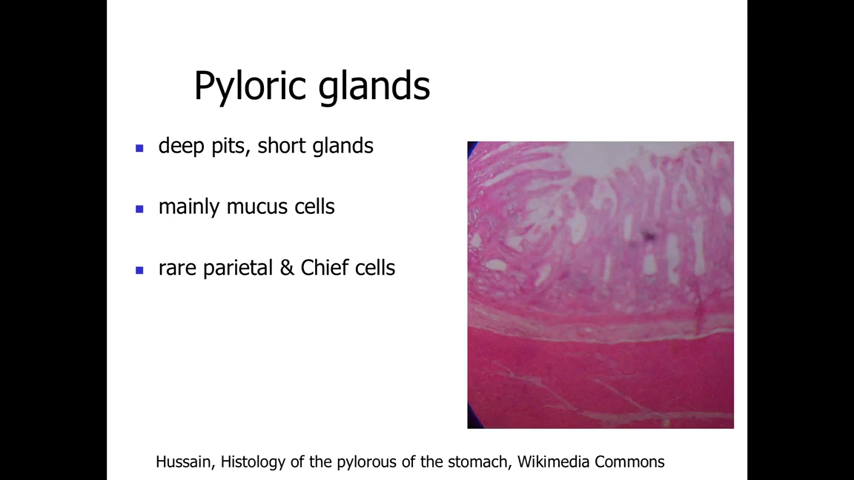 Pyloric glands
deep pits, short glands
mainly mucus cells
rare parietal & Chief cells
Hussain, Histology of the pylorous of the stomach, Wikimedia Commons